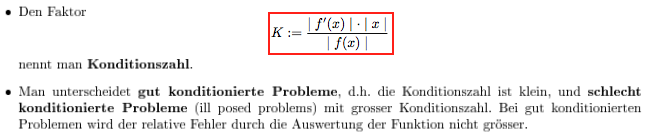 • Den Faktor
K := | f′(x) | · | x | / | f(x) |
nennt man Konditionszahl.
• Man unterscheidet gut konditionierte Probleme, d.h. die Konditionszahl ist klein, und schlecht
konditionierte Probleme (ill posed problems) mit grosser Konditionszahl. Bei gut konditionierten
Problemen wird der relative Fehler durch die Auswertung der Funktion nicht grösser.